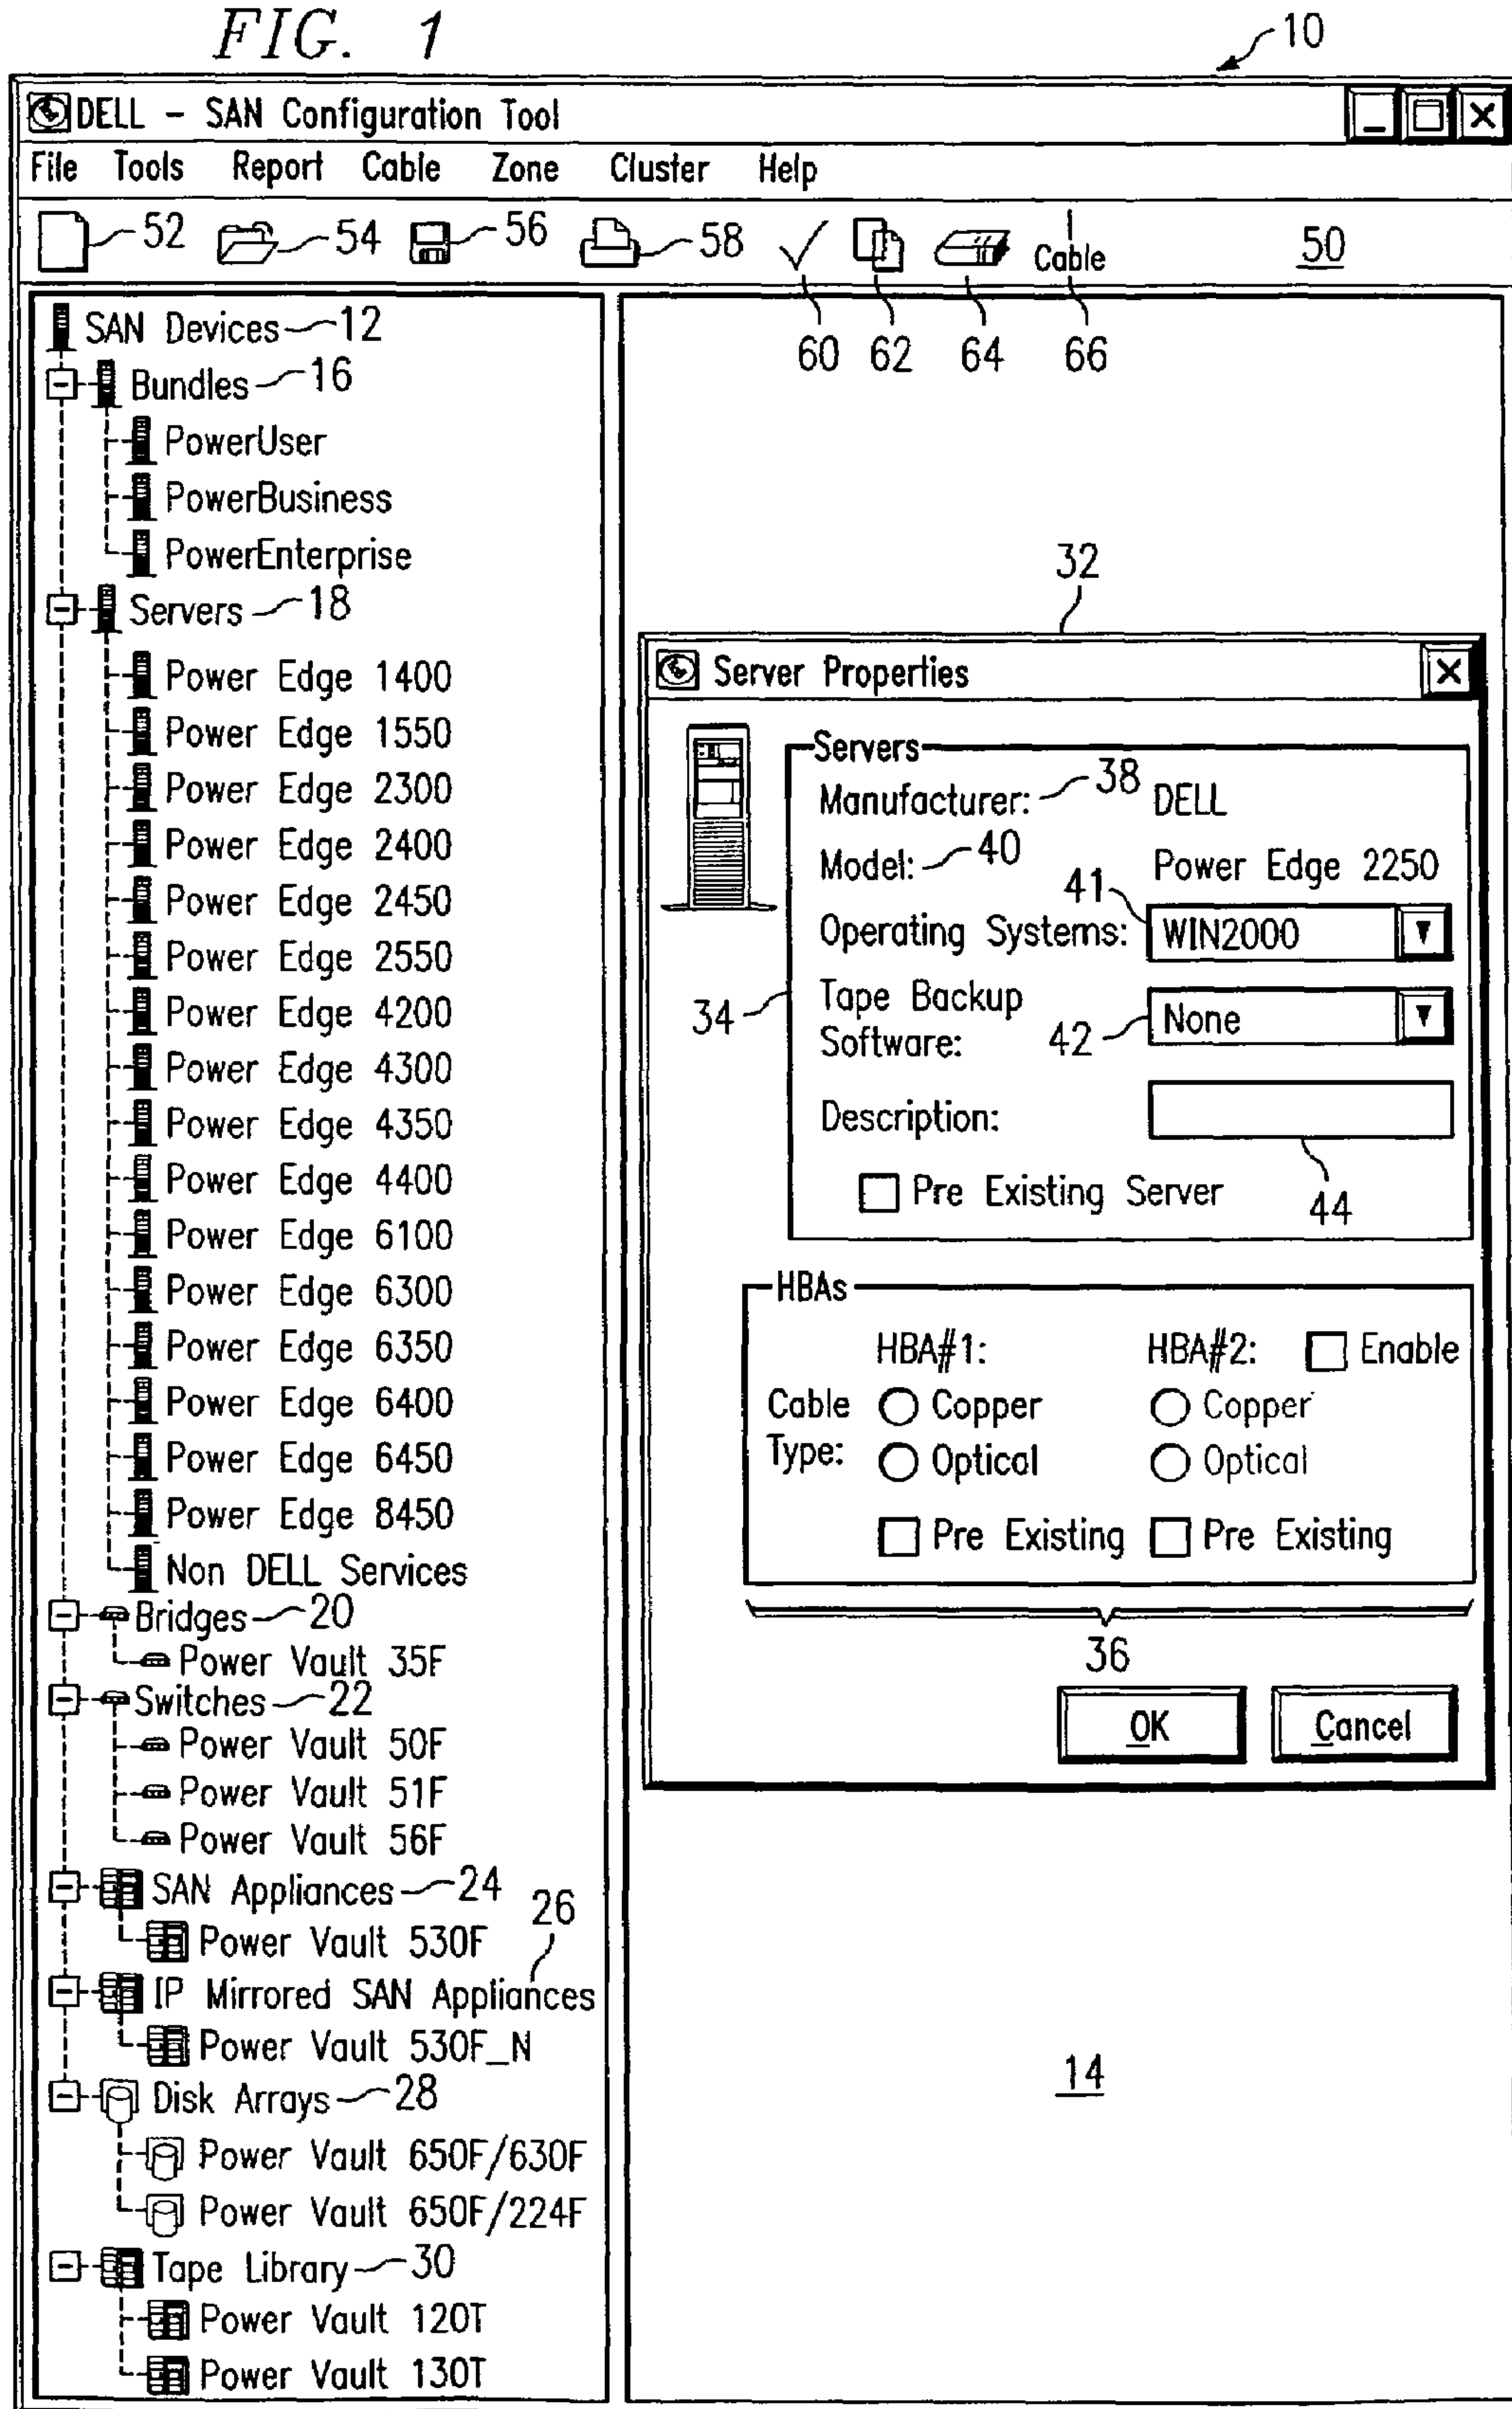 FIG. 1
10
DELL - SAN Configuration Tool
File Tools Report Cable Zone Cluster Help
52 54 56 58 Cable 50
60 62 64 66
SAN Devices 12
Bundles 16
PowerUser
PowerBusiness
PowerEnterprise
Servers 18
Power Edge 1400
Power Edge 1550
Power Edge 2300
Power Edge 2400
Power Edge 2450
Power Edge 2550
Power Edge 4200
Power Edge 4300
Power Edge 4350
Power Edge 4400
Power Edge 6100
Power Edge 6300
Power Edge 6350
Power Edge 6400
Power Edge 6450
Power Edge 8450
Non DELL Services
Bridges 20
Power Vault 35F
Switches 22
Power Vault 50F
Power Vault 51F
Power Vault 56F
SAN Appliances 24
26
Power Vault 530F
IP Mirrored SAN Appliances
Power Vault 530F_N
Disk Arrays 28
Power Vault 650F/630F
Power Vault 650F/224F
Tape Library 30
Power Vault 120T
Power Vault 130T
32
Server Properties
Servers
Manufacturer: 38 DELL
Model: 40 Power Edge 2250
41
Operating Systems: WIN2000
34
Tape Backup
Software: 42 None
Description:
44
Pre Existing Server
HBAs
HBA#1: HBA#2: Enable
Cable Copper Copper
Type: Optical Optical
Pre Existing Pre Existing
36
OK Cancel
14